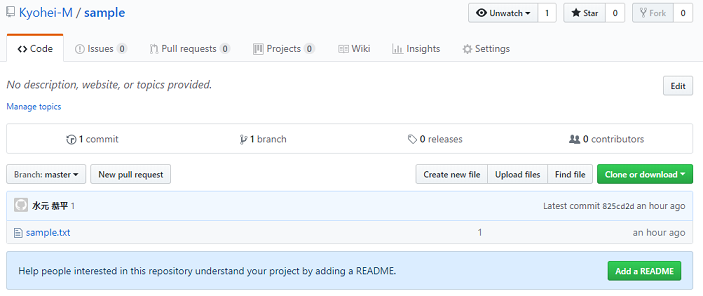 Kyohei-M / sample Unwatch 1 Star 0 Fork 0
Code Issues 0 Pull requests 0 Projects 0 Wiki Insights Settings
No description, website, or topics provided. Edit
Manage topics
1 commit 1 branch 0 releases 0 contributors
Branch: master New pull request Create new file Upload files Find file Clone or download
水元 恭平 1 Latest commit 825cd2d an hour ago
sample.txt 1 an hour ago
Help people interested in this repository understand your project by adding a README. Add a README